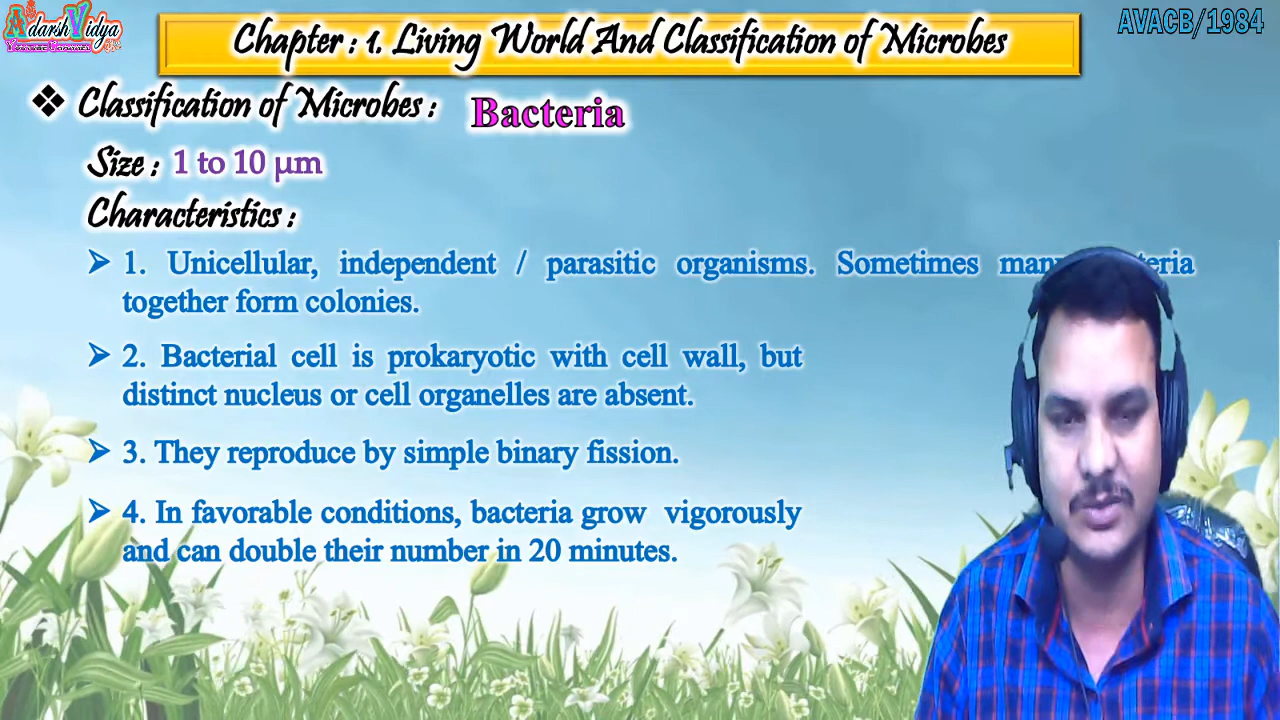 Adarsh Vidya
AVACB/1984
Chapter : 1. Living World And Classification of Microbes
❖ Classification of Microbes : Bacteria
Size : 1 to 10 µm
Characteristics :
➢ 1. Unicellular, independent / parasitic organisms. Sometimes
together form colonies.
➢ 2. Bacterial cell is prokaryotic with cell wall, but
distinct nucleus or cell organelles are absent.
➢ 3. They reproduce by simple binary fission.
➢ 4. In favorable conditions, bacteria grow vigorously
and can double their number in 20 minutes.